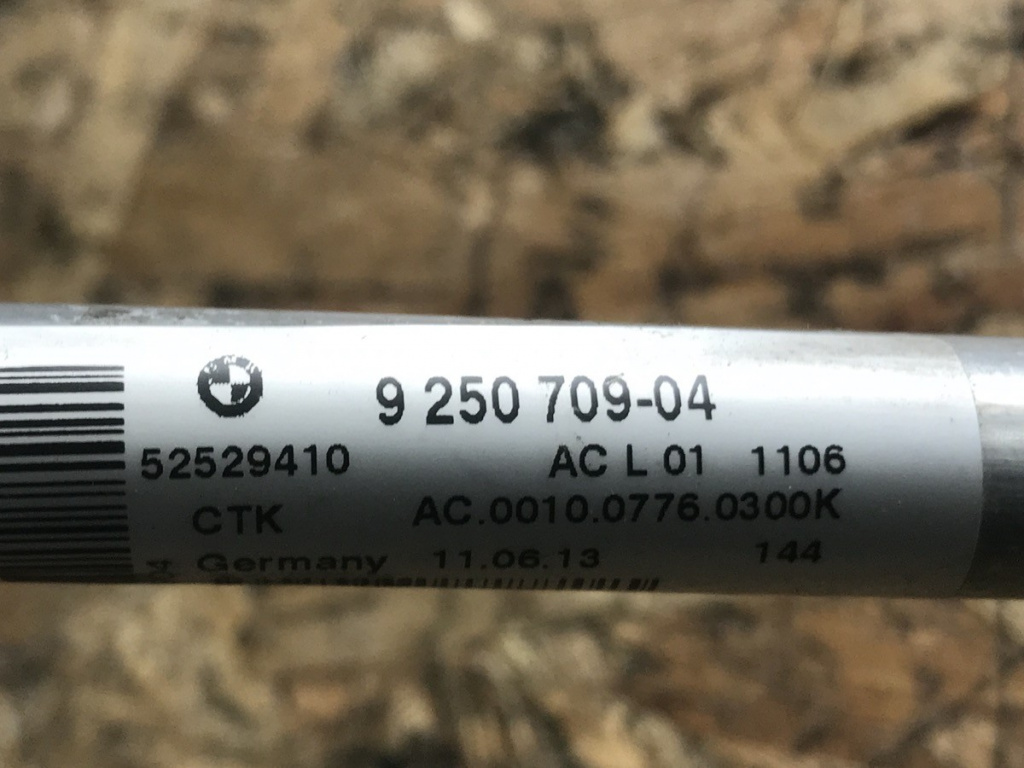 9 250 709-04
52529410 AC L 01 1106
CTK AC.0010.0776.0300K
Germany 11.06.13 144